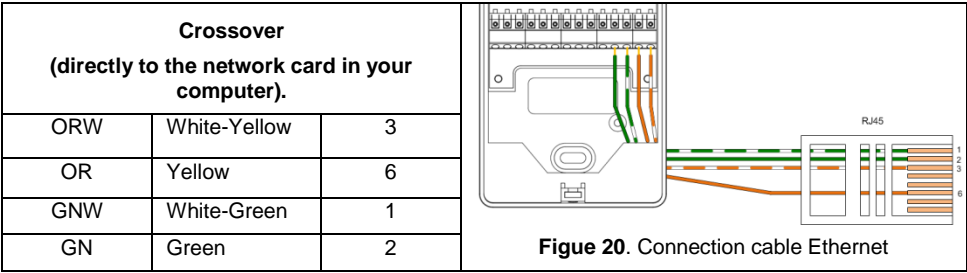 Crossover
(directly to the network card in your
computer).
ORW White-Yellow 3
OR Yellow 6
GNW White-Green 1
GN Green 2
RJ45
1
2
3
6
Figue 20. Connection cable Ethernet